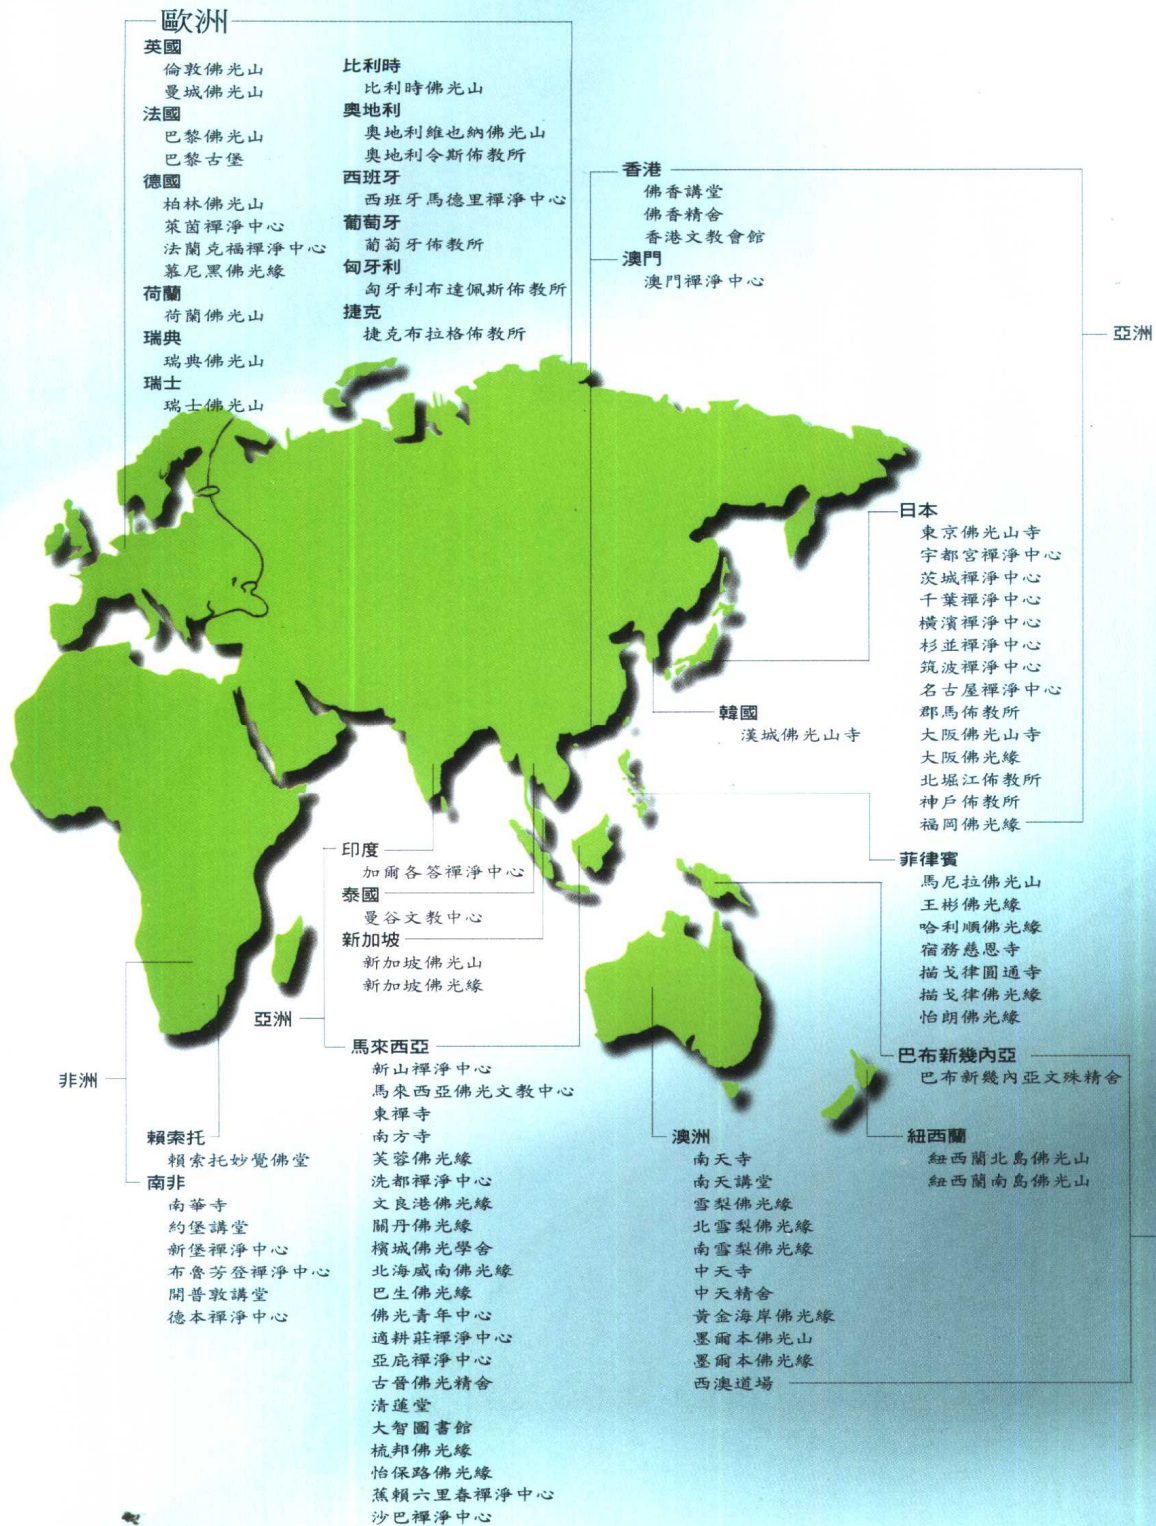 歐洲
英國
倫敦佛光山
曼城佛光山
法國
巴黎佛光山
巴黎古堡
德國
柏林佛光山
萊茵禪淨中心
法蘭克福禪淨中心
慕尼黑佛光緣
荷蘭
荷蘭佛光山
瑞典
瑞典佛光山
瑞士
瑞士佛光山
比利時
比利時佛光山
奧地利
奧地利維也納佛光山
奧地利令斯佈教所
西班牙
西班牙馬德里禪淨中心
葡萄牙
葡萄牙佈教所
匈牙利
匈牙利布達佩斯佈教所
捷克
捷克布拉格佈教所
香港
佛香講堂
佛香精舍
香港文教會館
澳門
澳門禪淨中心
亞洲
日本
東京佛光山寺
宇都宮禪淨中心
茨城禪淨中心
千葉禪淨中心
橫濱禪淨中心
杉並禪淨中心
筑波禪淨中心
名古屋禪淨中心
郡馬佈教所
大阪佛光山寺
大阪佛光緣
北堀江佈教所
神戶佈教所
福岡佛光緣
韓國
漢城佛光山寺
菲律賓
馬尼拉佛光山
王彬佛光緣
哈利順佛光緣
宿務慈恩寺
描戈律圓通寺
描戈律佛光緣
怡朗佛光緣
印度
加爾各答禪淨中心
泰國
曼谷文教中心
新加坡
新加坡佛光山
新加坡佛光緣
亞洲
馬來西亞
新山禪淨中心
馬來西亞佛光文教中心
東禪寺
南方寺
芙蓉佛光緣
洗都禪淨中心
文良港佛光緣
關丹佛光緣
檳城佛光學舍
北海威南佛光緣
巴生佛光緣
佛光青年中心
適耕莊禪淨中心
亞庇禪淨中心
古晉佛光精舍
清蓮堂
大智圖書館
梳邦佛光緣
怡保路佛光緣
蕉賴六里春禪淨中心
沙巴禪淨中心
非洲
賴索托
賴索托妙覺佛堂
南非
南華寺
約堡講堂
新堡禪淨中心
布魯芳登禪淨中心
開普敦講堂
德本禪淨中心
巴布新幾內亞
巴布新幾內亞文殊精舍
紐西蘭
紐西蘭北島佛光山
紐西蘭南島佛光山
澳洲
南天寺
南天講堂
雪梨佛光緣
北雪梨佛光緣
南雪梨佛光緣
中天寺
中天精舍
黃金海岸佛光緣
墨爾本佛光山
墨爾本佛光緣
西澳道場